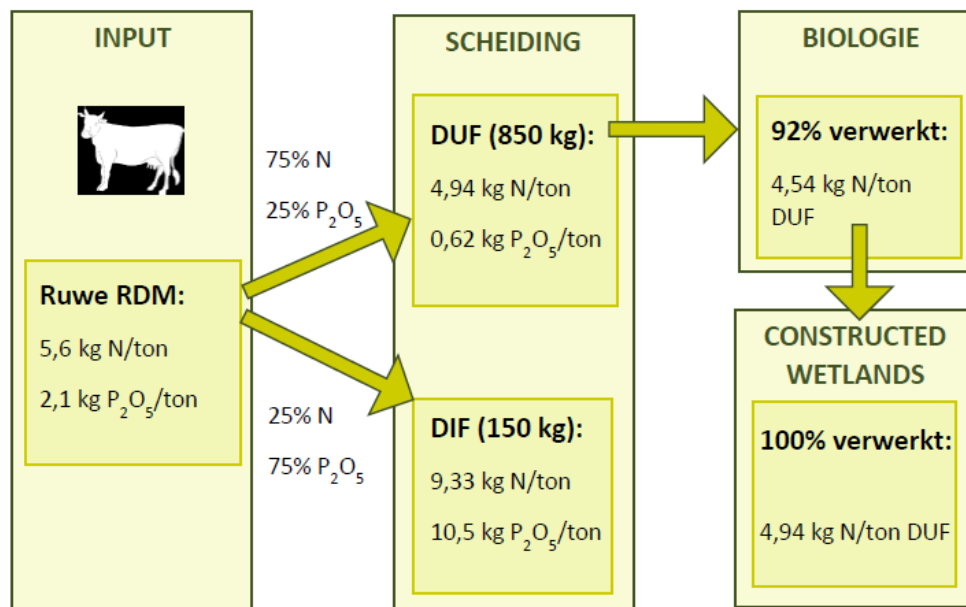 INPUT
Ruwe RDM:
5,6 kg N/ton
2,1 kg P₂O₅/ton
75% N
25% P₂O₅
25% N
75% P₂O₅
SCHEIDING
DUF (850 kg):
4,94 kg N/ton
0,62 kg P₂O₅/ton
DIF (150 kg):
9,33 kg N/ton
10,5 kg P₂O₅/ton
BIOLOGIE
92% verwerkt:
4,54 kg N/ton
DUF
CONSTRUCTED
WETLANDS
100% verwerkt:
4,94 kg N/ton DUF